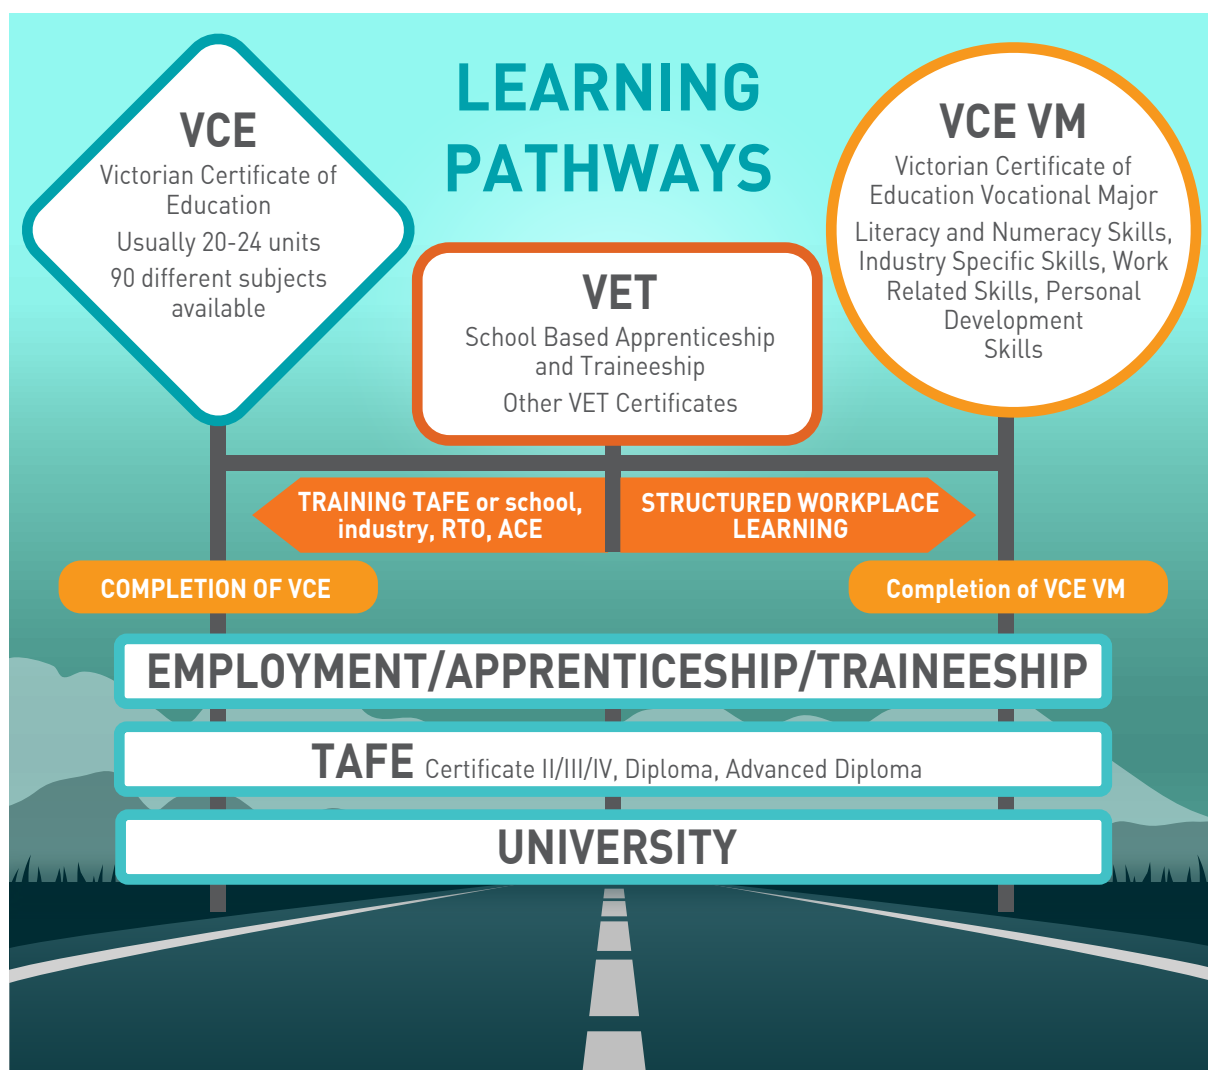 LEARNING
PATHWAYS
VCE
Victorian Certificate of
Education
Usually 20-24 units
90 different subjects
available
VET
School Based Apprenticeship
and Traineeship
Other VET Certificates
VCE VM
Victorian Certificate of
Education Vocational Major
Literacy and Numeracy Skills,
Industry Specific Skills, Work
Related Skills, Personal
Development
Skills
TRAINING TAFE or school,
industry, RTO, ACE
STRUCTURED WORKPLACE
LEARNING
COMPLETION OF VCE
Completion of VCE VM
EMPLOYMENT/APPRENTICESHIP/TRAINEESHIP
TAFE Certificate II/III/IV, Diploma, Advanced Diploma
UNIVERSITY